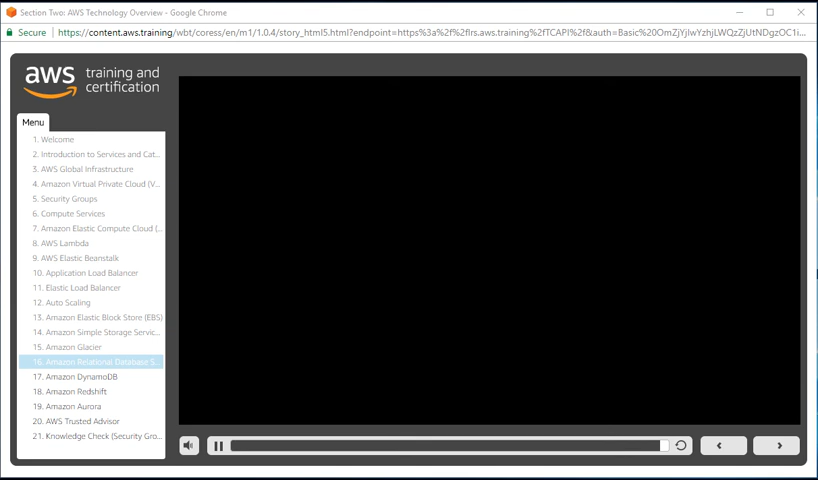 Section Two: AWS Technology Overview - Google Chrome
Secure https://content.aws.training/wbt/coress/en/m1/1.0.4/story_html5.html?endpoint=https%3a%2f%2flrs.aws.training%2fTCAPI%2f&auth=Basic%20OmZjYjIwYzhjLWQzZjUtNDgzOC1i...
aws training and
certification
Menu
1. Welcome
2. Introduction to Services and Cat...
3. AWS Global Infrastructure
4. Amazon Virtual Private Cloud (V...
5. Security Groups
6. Compute Services
7. Amazon Elastic Compute Cloud (...
8. AWS Lambda
9. AWS Elastic Beanstalk
10. Application Load Balancer
11. Elastic Load Balancer
12. Auto Scaling
13. Amazon Elastic Block Store (EBS)
14. Amazon Simple Storage Servic...
15. Amazon Glacier
16. Amazon Relational Database S...
17. Amazon DynamoDB
18. Amazon Redshift
19. Amazon Aurora
20. AWS Trusted Advisor
21. Knowledge Check (Security Gro...